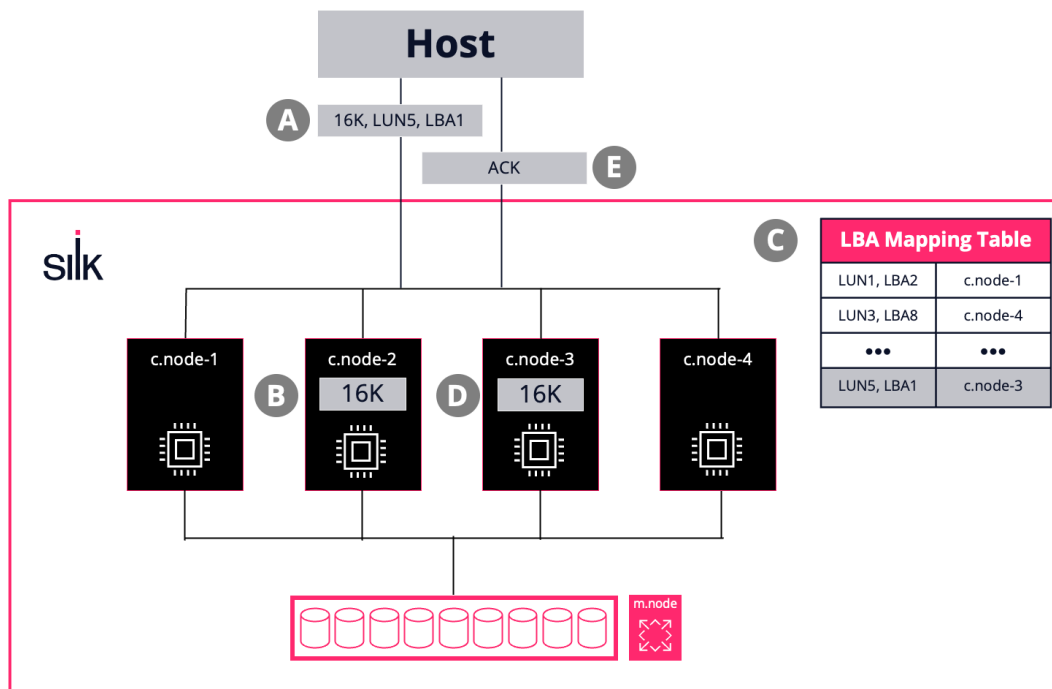 Host
A
16K, LUN5, LBA1
ACK
E
silk
C
LBA Mapping Table
LUN1, LBA2 c.node-1
LUN3, LBA8 c.node-4
••• •••
LUN5, LBA1 c.node-3
c.node-1
c.node-2
c.node-3
c.node-4
B
16K
D
16K
m.node